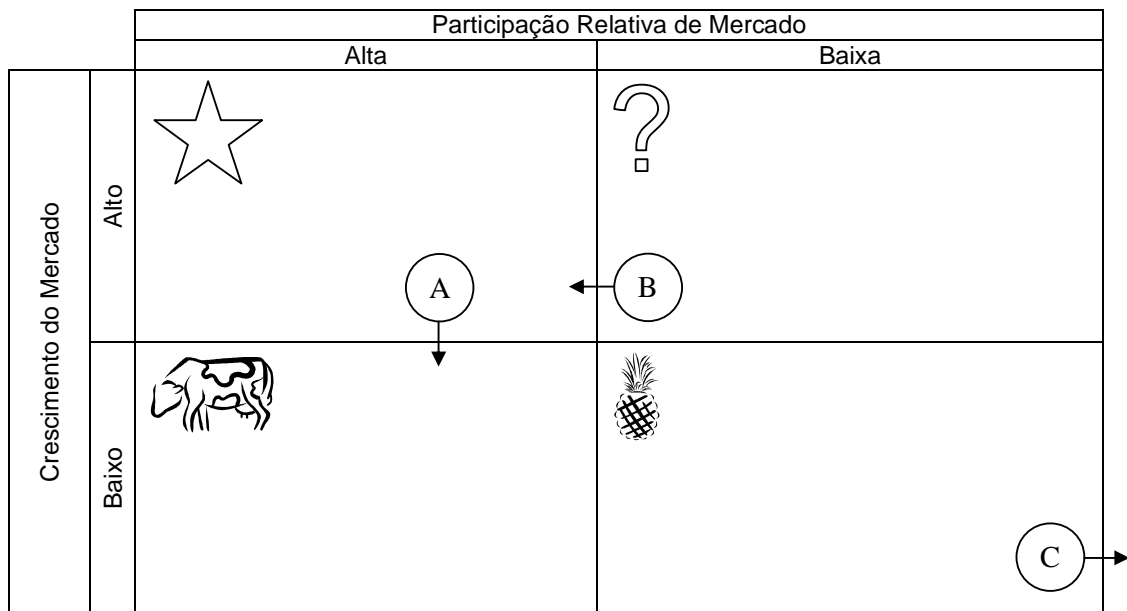 Participação Relativa de Mercado
Alta
Baixa
Crescimento do Mercado
Alto
?
A
B
Baixo
C